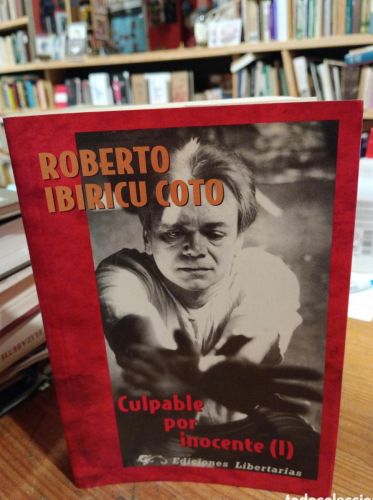 ROBERTO
IBIRICU COTO
Culpable
por
inocente (I)
Ediciones Libertarias